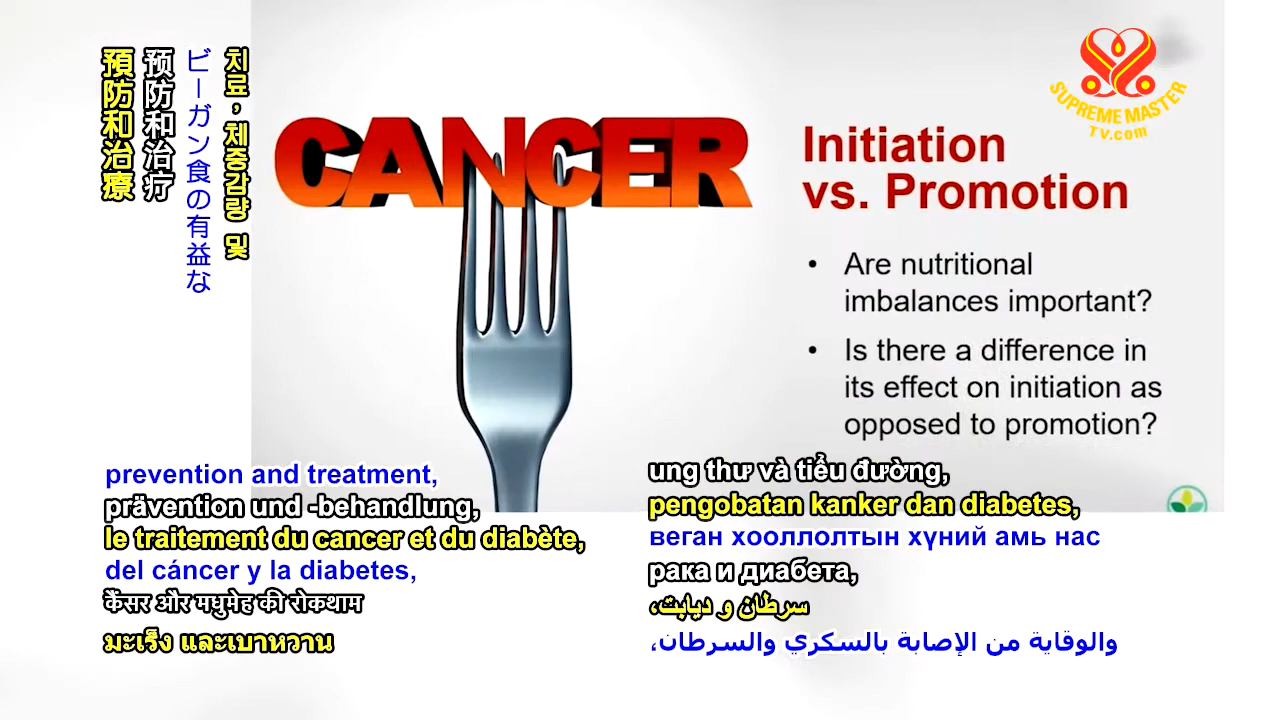 預防和治療
预防和治疗
ビーガン食の有益な
치료, 체중감량 및
CANCER
SUPREME MASTER
TV.com
Initiation
vs. Promotion
• Are nutritional
imbalances important?
• Is there a difference in
its effect on initiation as
opposed to promotion?
prevention and treatment,
prävention und -behandlung,
le traitement du cancer et du diabète,
del cáncer y la diabetes,
कैंसर और मधुमेह की रोकथाम
มะเร็ง และเบาหวาน
ung thư và tiểu đường,
pengobatan kanker dan diabetes,
веган хооллолтын хүний амь нас
рака и диабета,
سرطان و دیابت،
والوقاية من الإصابة بالسكري والسرطان،